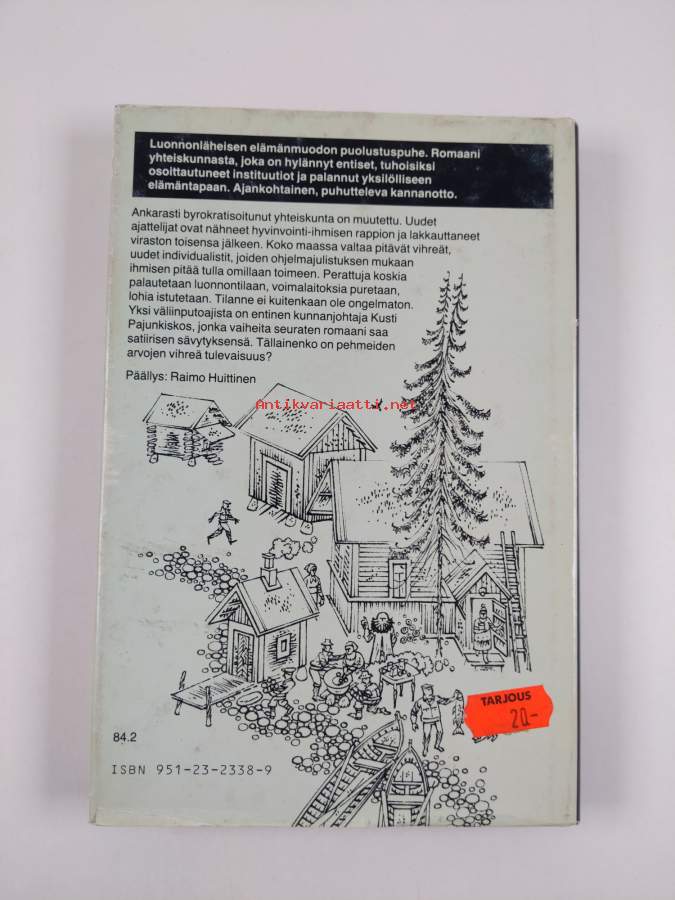 Luonnonläheisen elämänmuodon puolustuspuhe. Romaani
yhteiskunnasta, joka on hylännyt entiset, tuhoisiksi
osoittautuneet instituutiot ja palannut yksilölliseen
elämäntapaan. Ajankohtainen, puhutteleva kannanotto.
Ankarasti byrokratisoitunut yhteiskunta on muutettu. Uudet
ajattelijat ovat nähneet hyvinvointi-ihmisen rappion ja lakkauttaneet
viraston toisensa jälkeen. Koko maassa valtaa pitävät vihreät,
uudet individualistit, joiden ohjelmajulistuksen mukaan
ihmisen pitää tulla omillaan toimeen. Perattuja koskia
palautetaan luonnontilaan, voimalaitoksia puretaan,
lohia istutetaan. Tilanne ei kuitenkaan ole ongelmaton.
Yksi väliinputoajista on entinen kunnanjohtaja Kusti
Pajunkiskos, jonka vaiheita seuraten romaani saa
satiirisen sävytyksensä. Tällainenko on pehmeiden
arvojen vihreä tulevaisuus?
Päällys: Raimo Huittinen
Antikvariaatti.net
TARJOUS
20.-
84.2
ISBN 951-23-2338-9